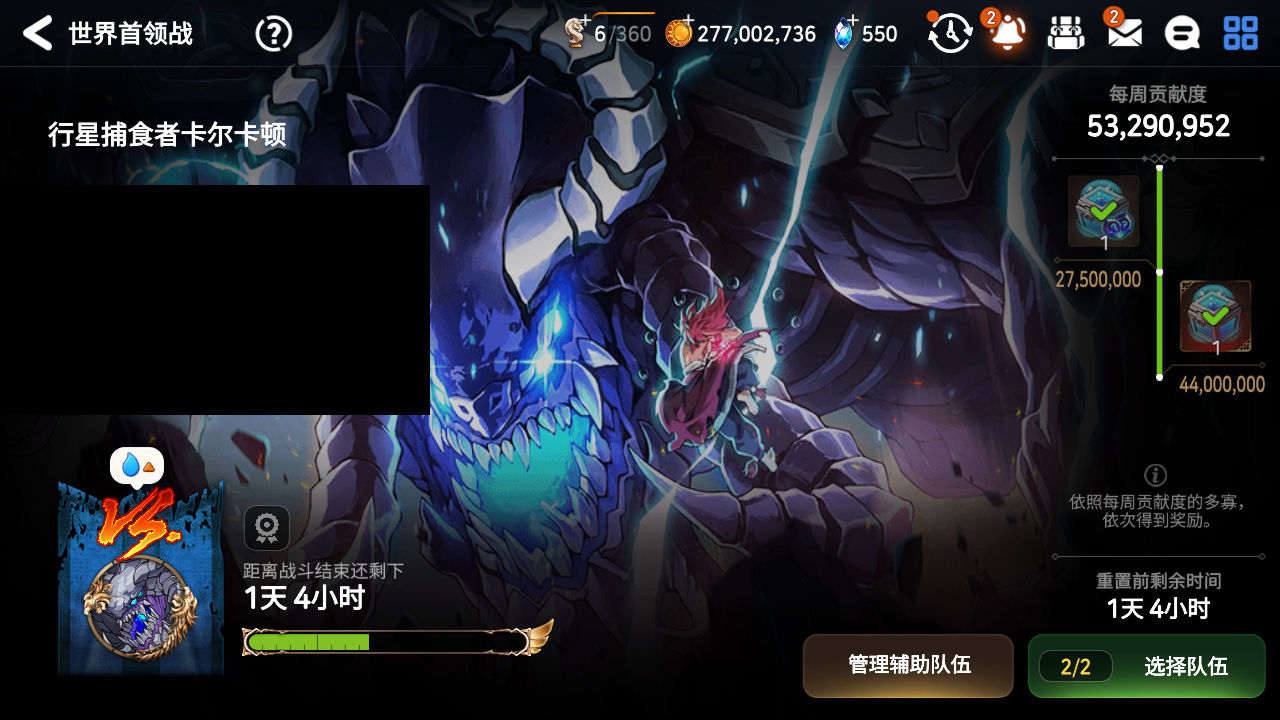 世界首领战
?
6/360
277,002,736
550
2
2
行星捕食者卡尔卡顿
每周贡献度
53,290,952
1
27,500,000
1
44,000,000
依照每周贡献度的多寡，
依次得到奖励。
VS.
距离战斗结束还剩下
1天 4小时
重置前剩余时间
1天 4小时
管理辅助队伍
2/2
选择队伍